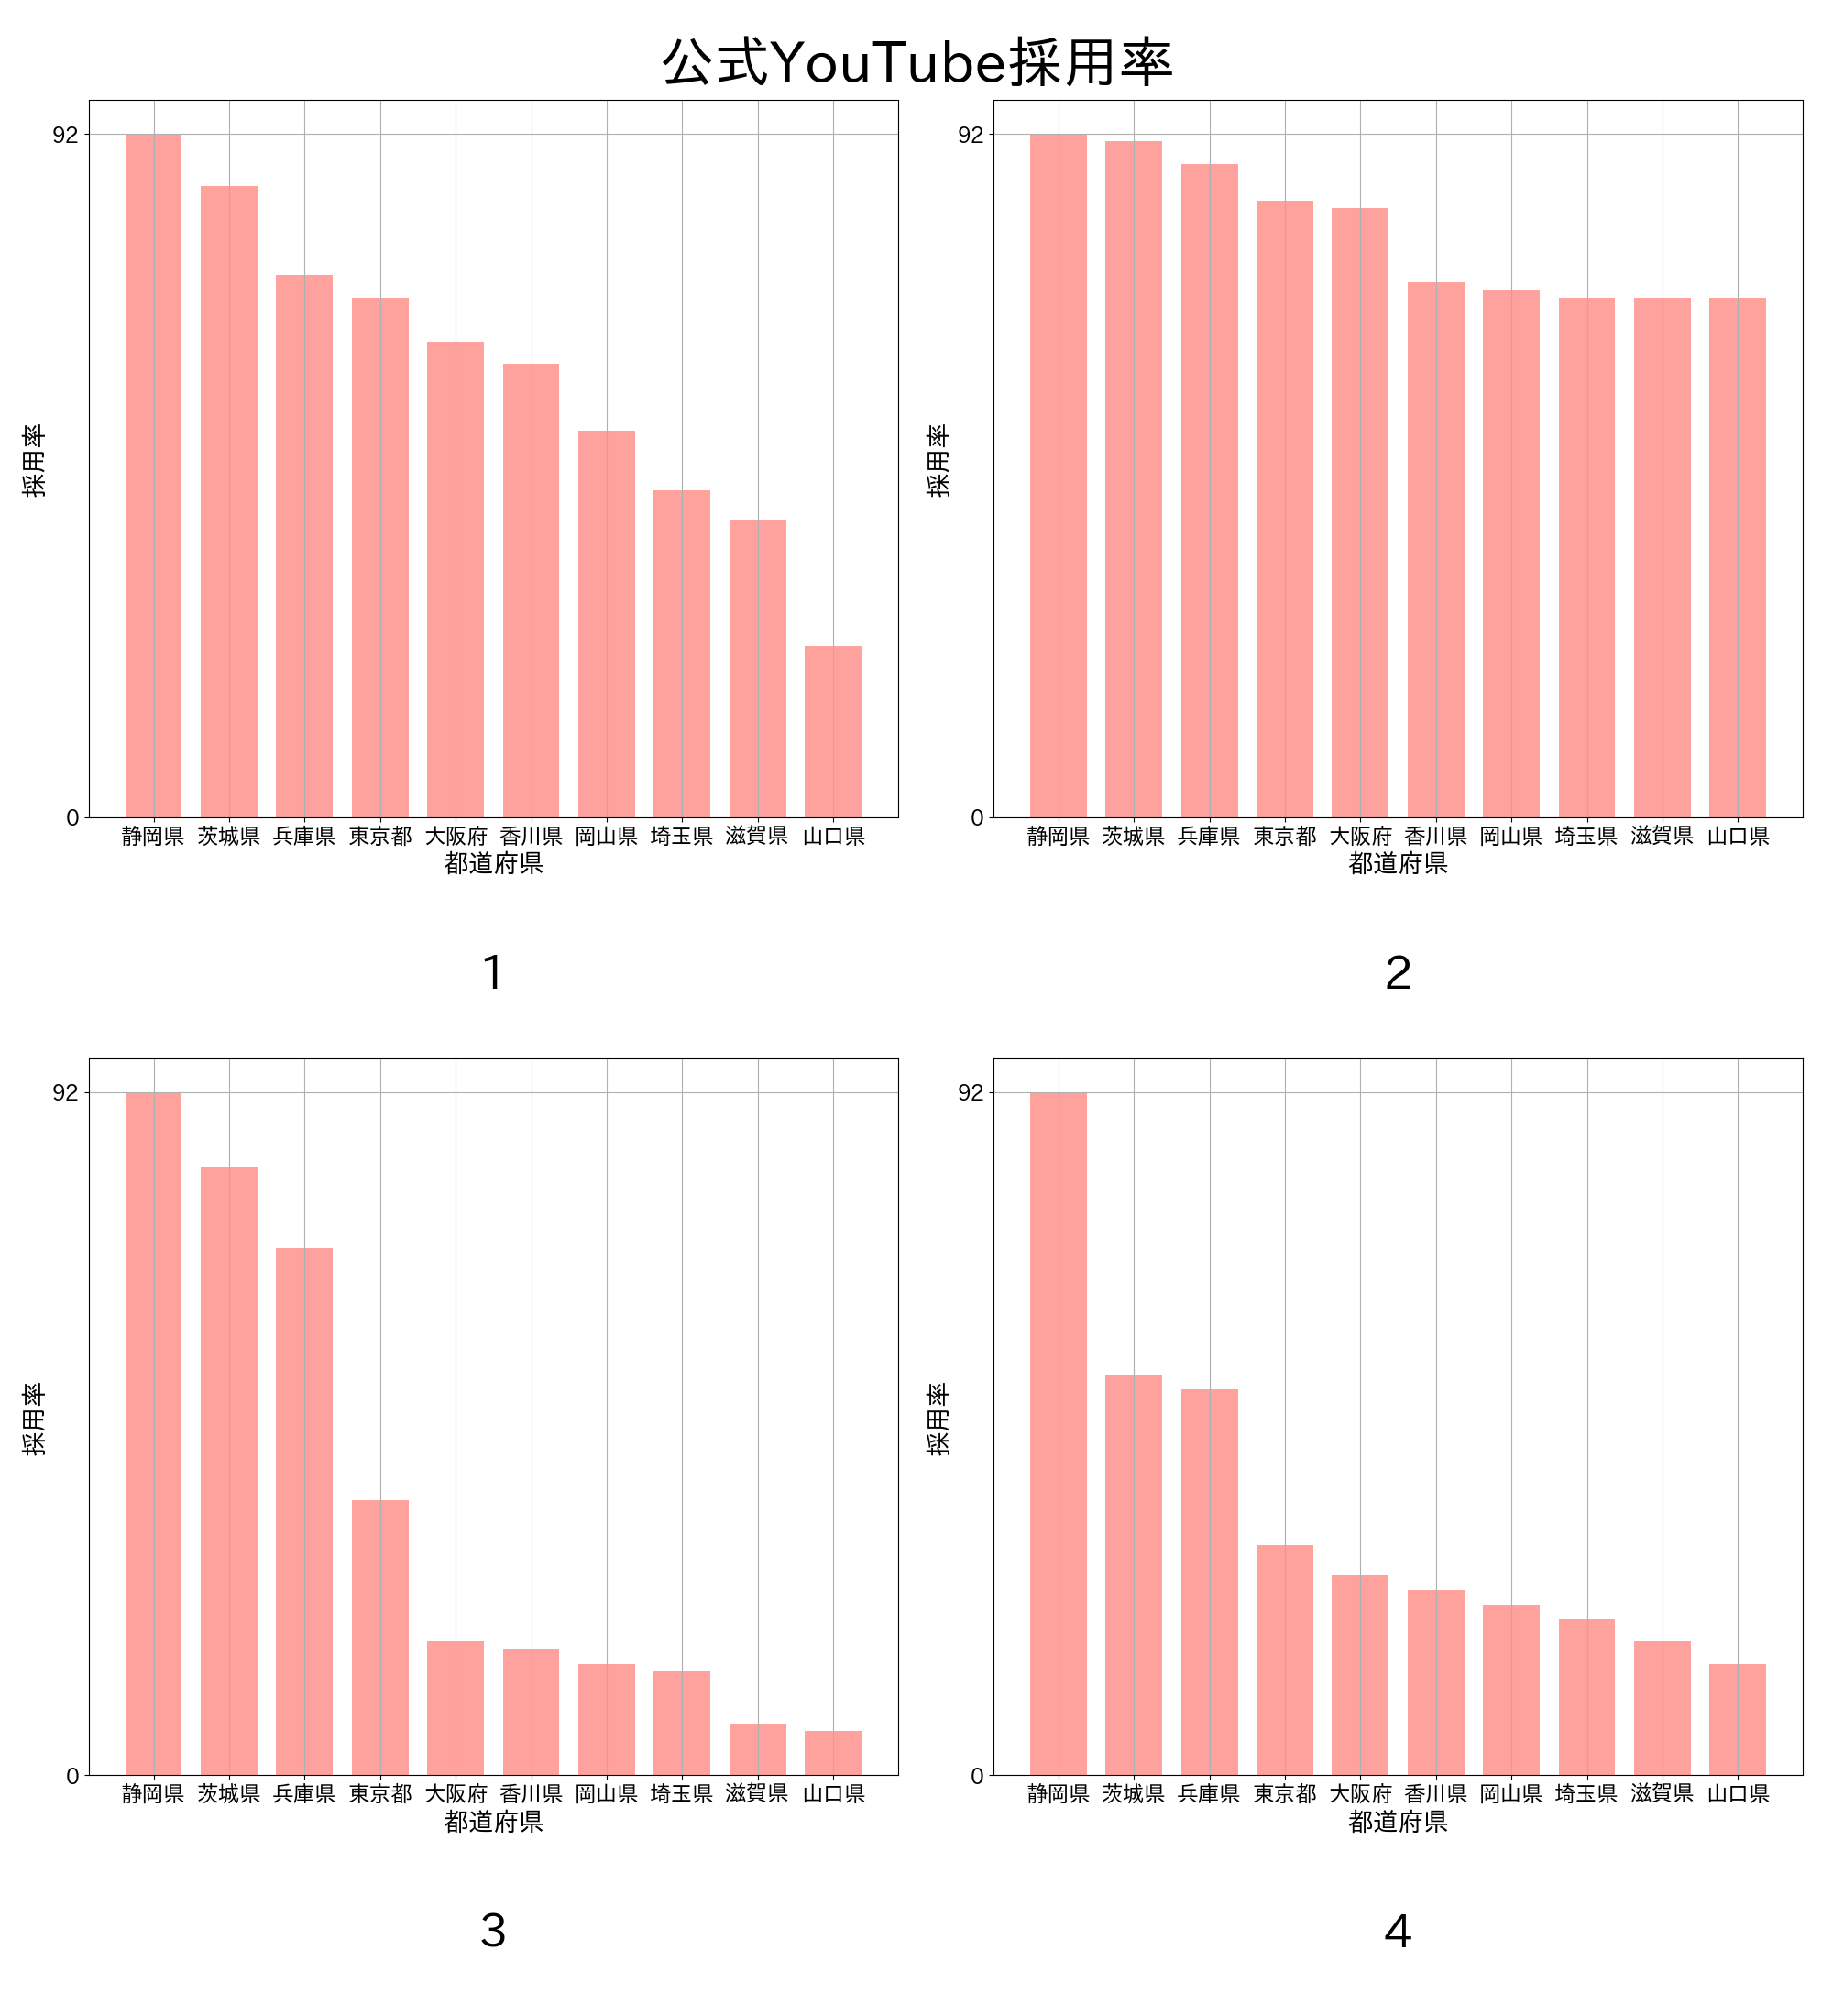 公式YouTube採用率
92
0
採用率
静岡県 茨城県 兵庫県 東京都 大阪府 香川県 岡山県 埼玉県 滋賀県 山口県
都道府県
1
92
0
採用率
静岡県 茨城県 兵庫県 東京都 大阪府 香川県 岡山県 埼玉県 滋賀県 山口県
都道府県
2
92
0
採用率
静岡県 茨城県 兵庫県 東京都 大阪府 香川県 岡山県 埼玉県 滋賀県 山口県
都道府県
3
92
0
採用率
静岡県 茨城県 兵庫県 東京都 大阪府 香川県 岡山県 埼玉県 滋賀県 山口県
都道府県
4